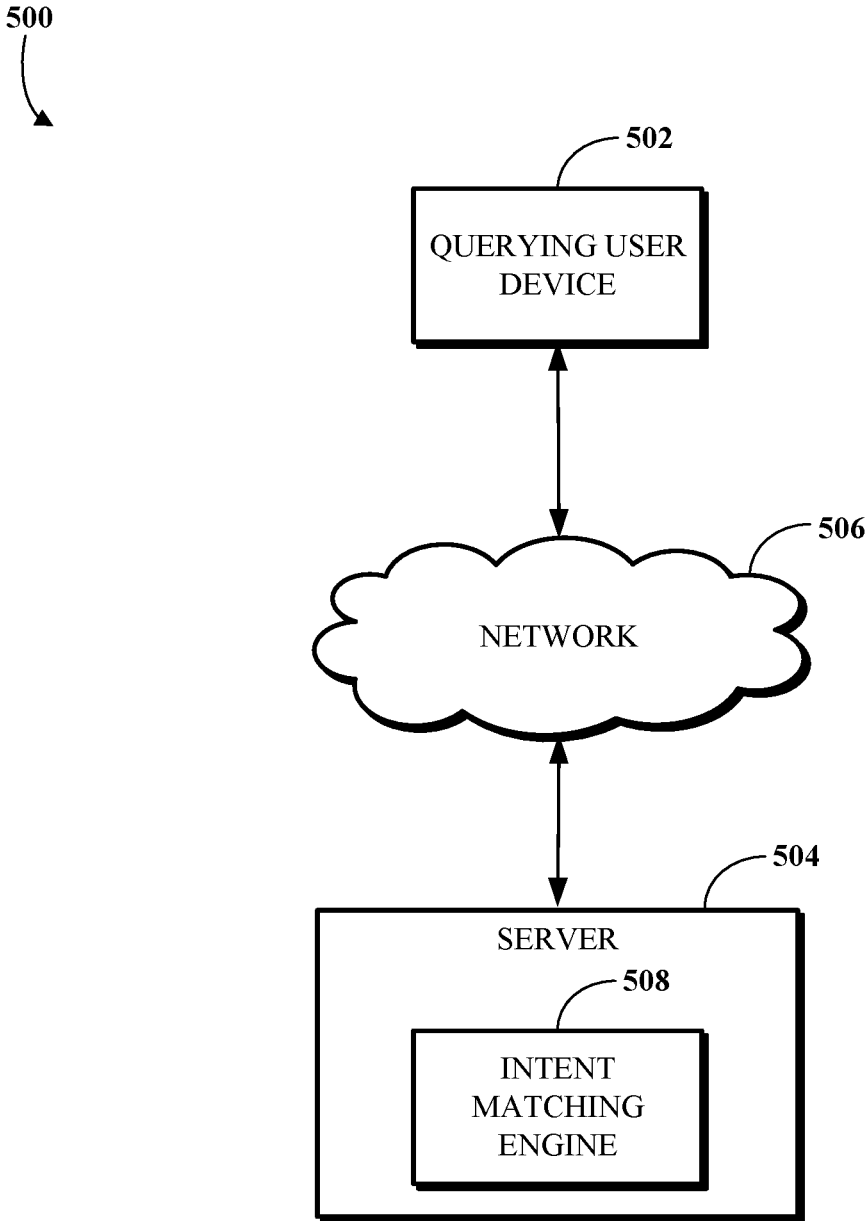 500
502
QUERYING USER
DEVICE
506
NETWORK
504
SERVER
508
INTENT
MATCHING
ENGINE